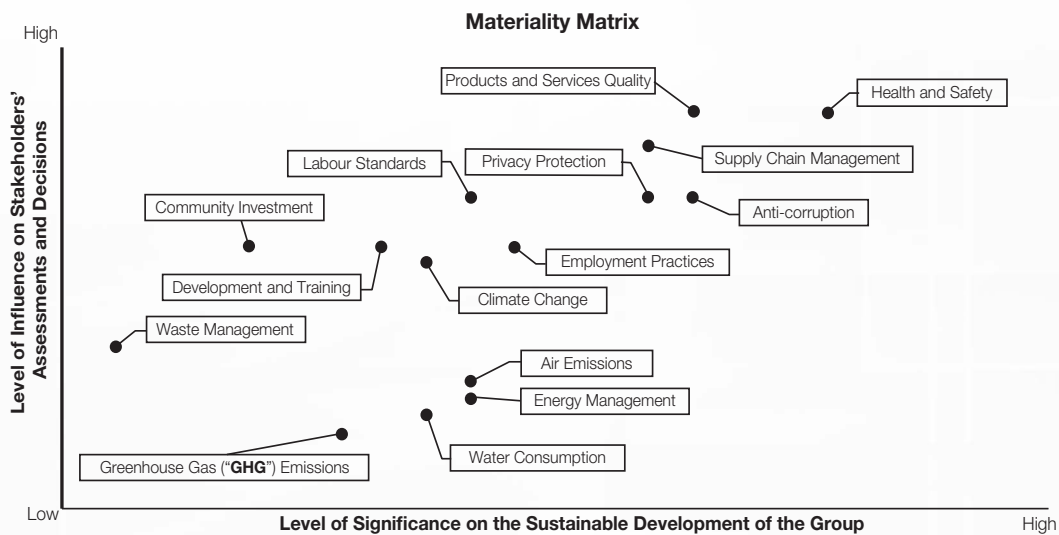 Materiality Matrix
High
Level of Influence on Stakeholders'
Assessments and Decisions
Products and Services Quality
Health and Safety
Labour Standards
Privacy Protection
Supply Chain Management
Community Investment
Anti-corruption
Development and Training
Employment Practices
Climate Change
Waste Management
Air Emissions
Energy Management
Greenhouse Gas ("GHG") Emissions
Water Consumption
Low
Level of Significance on the Sustainable Development of the Group
High